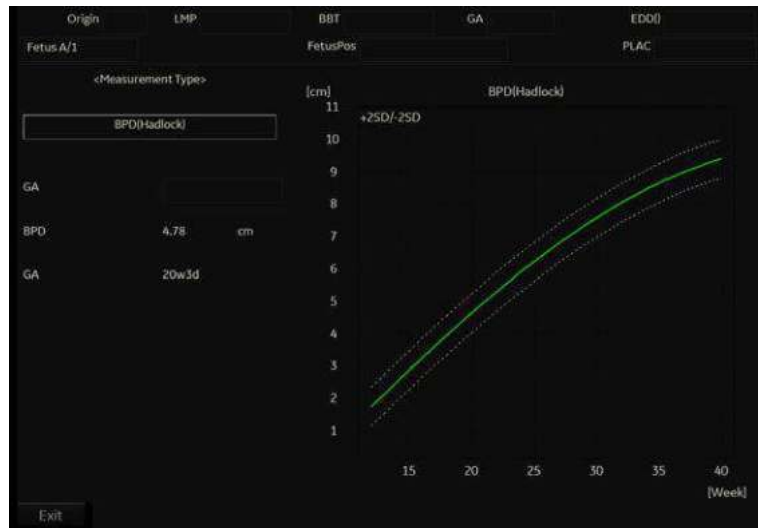 Origin LMP BBT GA EDD()
Fetus A/1 FetusPos PLAC
<Measurement Type>
BPD(Hadlock)
GA
BPD 4.78 cm
GA 20w3d
[cm] BPD(Hadlock)
+2SD/-2SD
11
10
9
8
7
6
5
4
3
2
1
15 20 25 30 35 40
[Week]
Exit